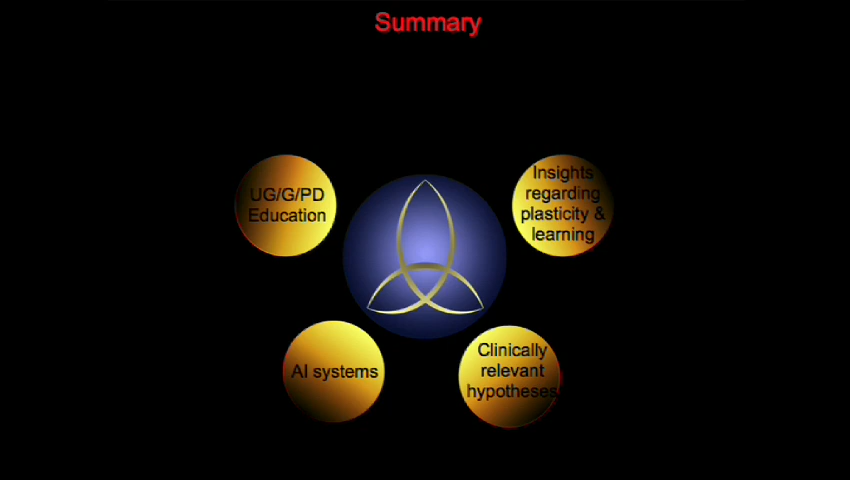 Summary
UG/G/PD
Education
Insights
regarding
plasticity &
learning
AI systems
Clinically
relevant
hypotheses